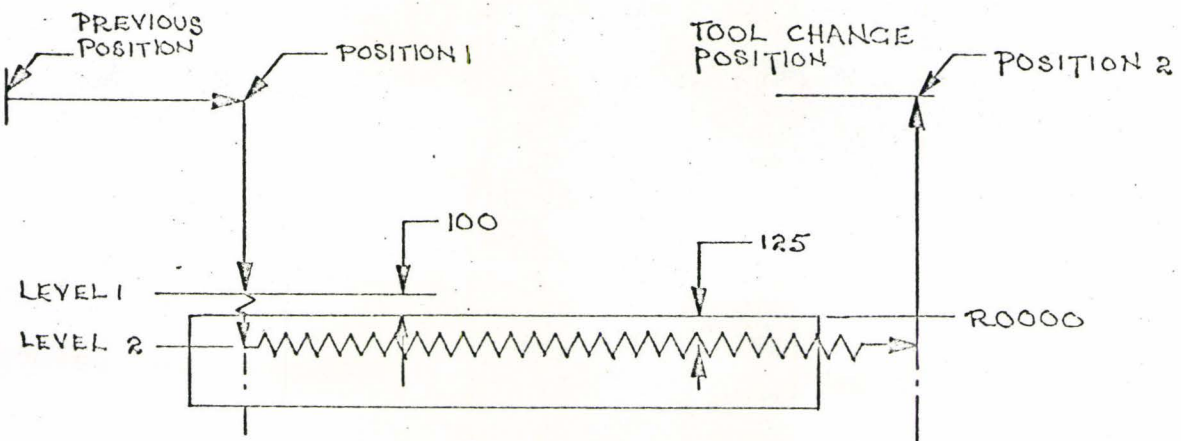 PREVIOUS
POSITION
POSITION 1
TOOL CHANGE
POSITION
POSITION 2
100
125
LEVEL 1
R0000
LEVEL 2